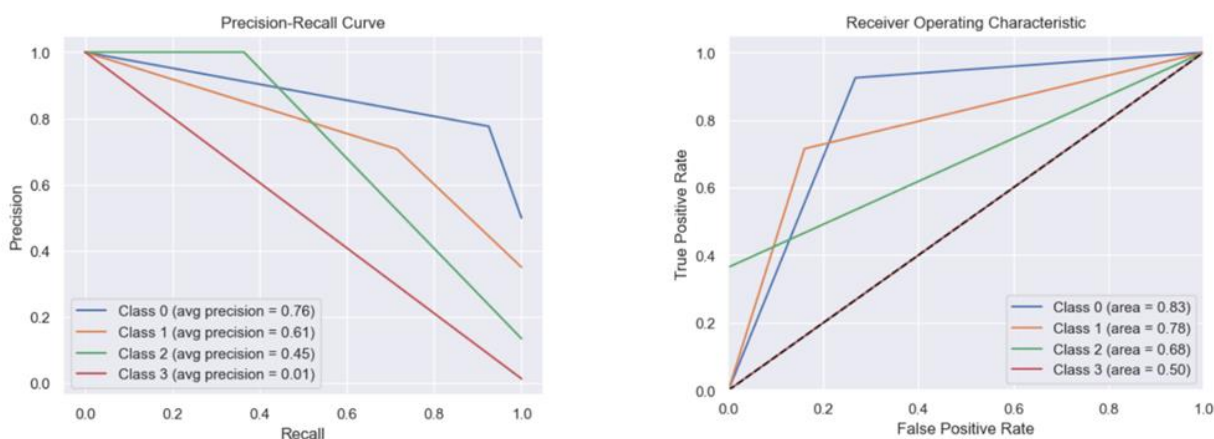 Precision-Recall Curve
1.0
0.8
0.6
0.4
0.2
0.0
Precision
Class 0 (avg precision = 0.76)
Class 1 (avg precision = 0.61)
Class 2 (avg precision = 0.45)
Class 3 (avg precision = 0.01)
0.0 0.2 0.4 0.6 0.8 1.0
Recall
Receiver Operating Characteristic
1.0
0.8
0.6
0.4
0.2
0.0
True Positive Rate
Class 0 (area = 0.83)
Class 1 (area = 0.78)
Class 2 (area = 0.68)
Class 3 (area = 0.50)
0.0 0.2 0.4 0.6 0.8 1.0
False Positive Rate